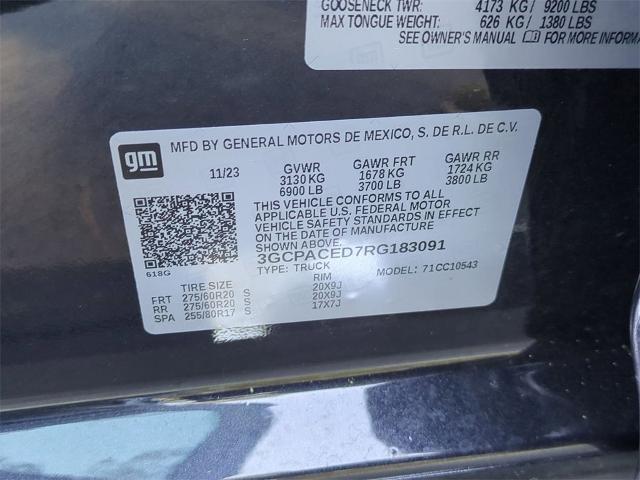 GOOSENECK TWR: 4173 KG/ 9200 LBS
MAX TONGUE WEIGHT: 626 KG/ 1380 LBS
SEE OWNER'S MANUAL FOR MORE INFORMA
gm
MFD BY GENERAL MOTORS DE MEXICO, S. DE R.L. DE C.V.
11/23 GVWR GAWR FRT GAWR RR
3130 KG 1678 KG 1724 KG
6900 LB 3700 LB 3800 LB
THIS VEHICLE CONFORMS TO ALL
APPLICABLE U.S. FEDERAL MOTOR
VEHICLE SAFETY STANDARDS IN EFFECT
ON THE DATE OF MANUFACTURE
SHOWN ABOVE.
3GCPACED7RG183091
618G TYPE: TRUCK MODEL: 71CC10543
TIRE SIZE RIM
FRT 275/60R20 S 20X9J
RR 275/60R20 S 20X9J
SPA 255/80R17 S 17X7J